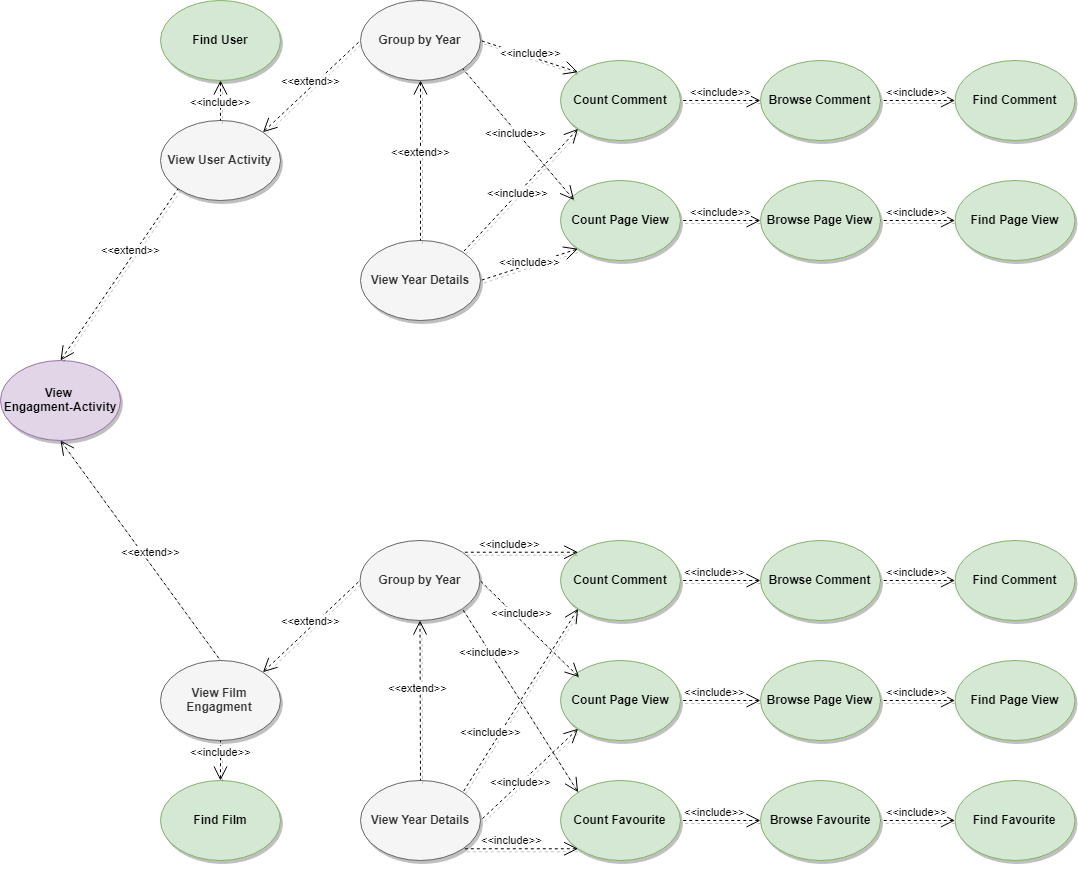 Find User
Group by Year
<<include>>
<<extend>>
<<include>>
Count Comment
<<include>>
Browse Comment
<<include>>
Find Comment
View User Activity
<<extend>>
<<include>>
<<include>>
Count Page View
<<include>>
Browse Page View
<<include>>
Find Page View
<<extend>>
View Year Details
<<include>>
View
Engagment-Activity
<<extend>>
Group by Year
<<include>>
Count Comment
<<include>>
Browse Comment
<<include>>
Find Comment
<<extend>>
<<include>>
<<include>>
View Film
Engagment
<<extend>>
Count Page View
<<include>>
Browse Page View
<<include>>
Find Page View
<<include>>
<<include>>
<<include>>
Find Film
View Year Details
<<include>>
Count Favourite
<<include>>
Browse Favourite
<<include>>
Find Favourite